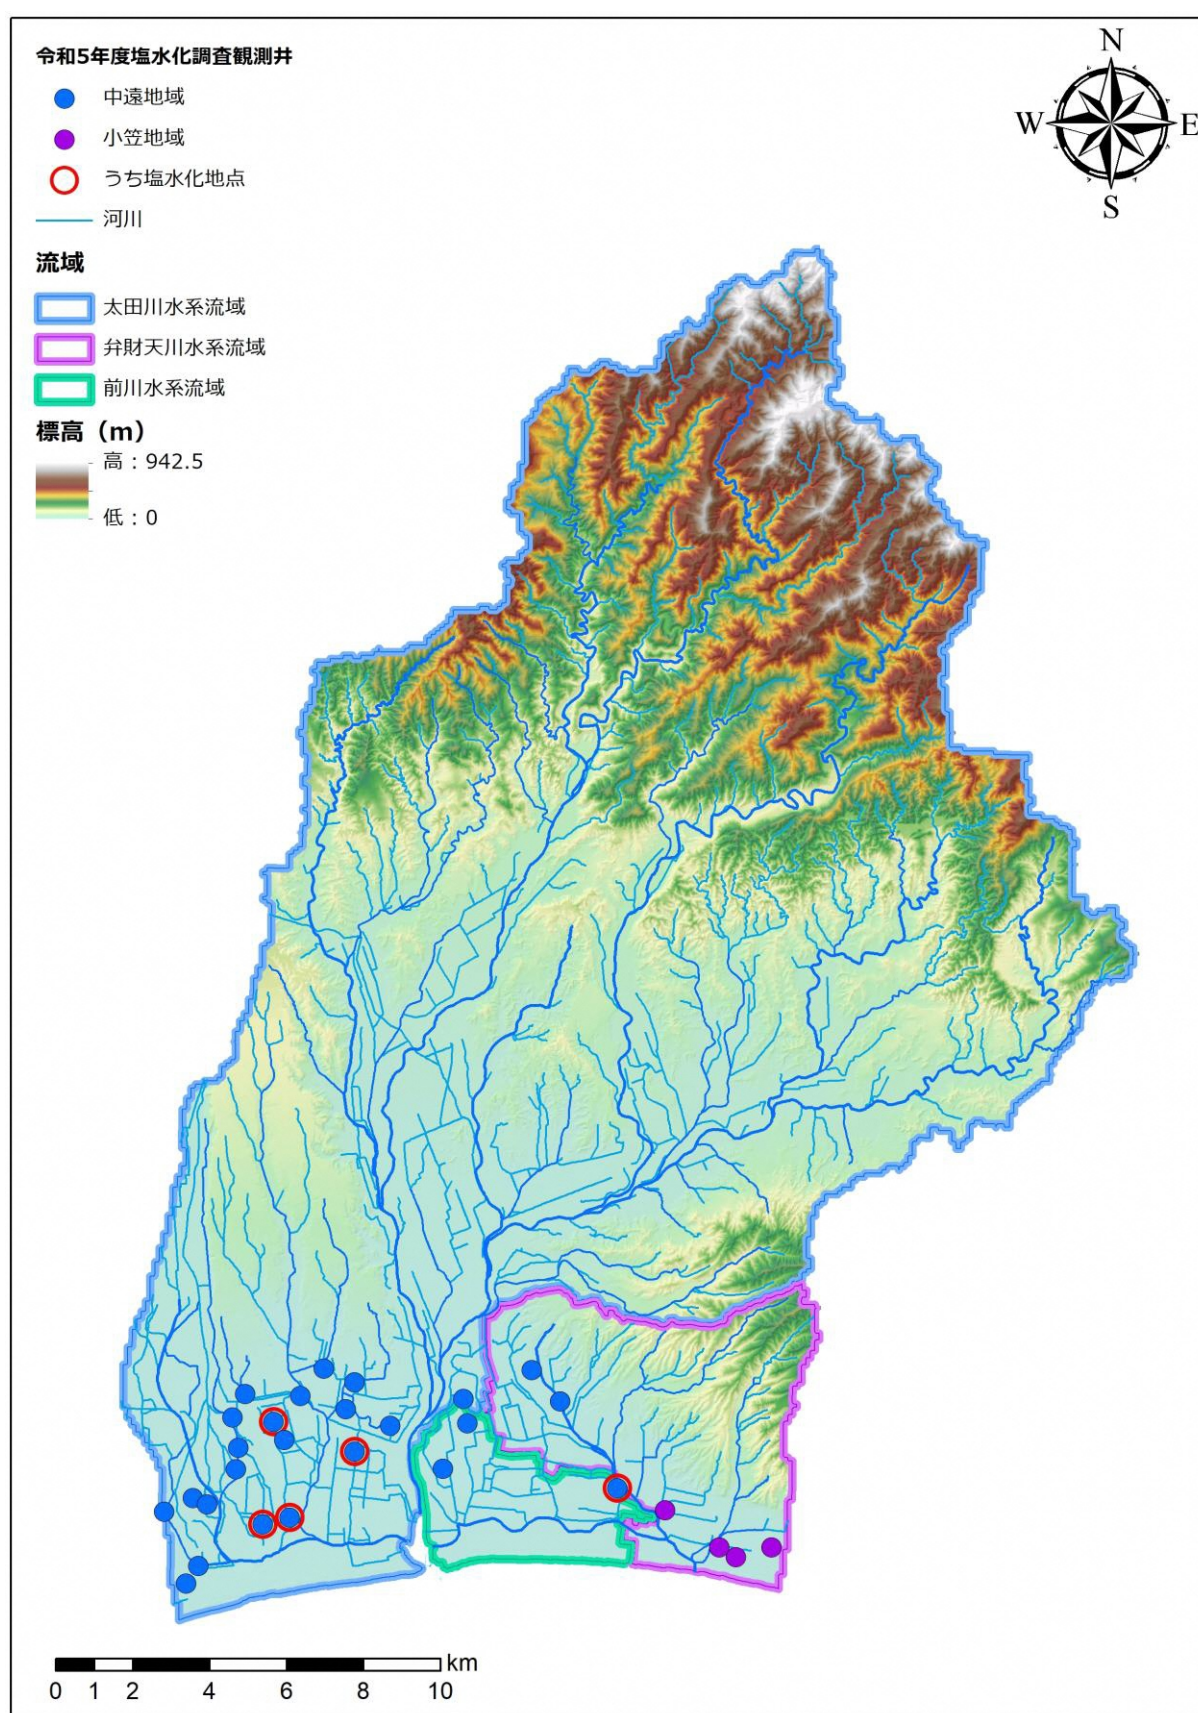 令和5年度塩水化調査観測井
中遠地域
小笠地域
うち塩水化地点
河川
流域
太田川水系流域
弁財天川水系流域
前川水系流域
標高（m）
高：942.5
低：0
N
W E
S
km
0 1 2 4 6 8 10